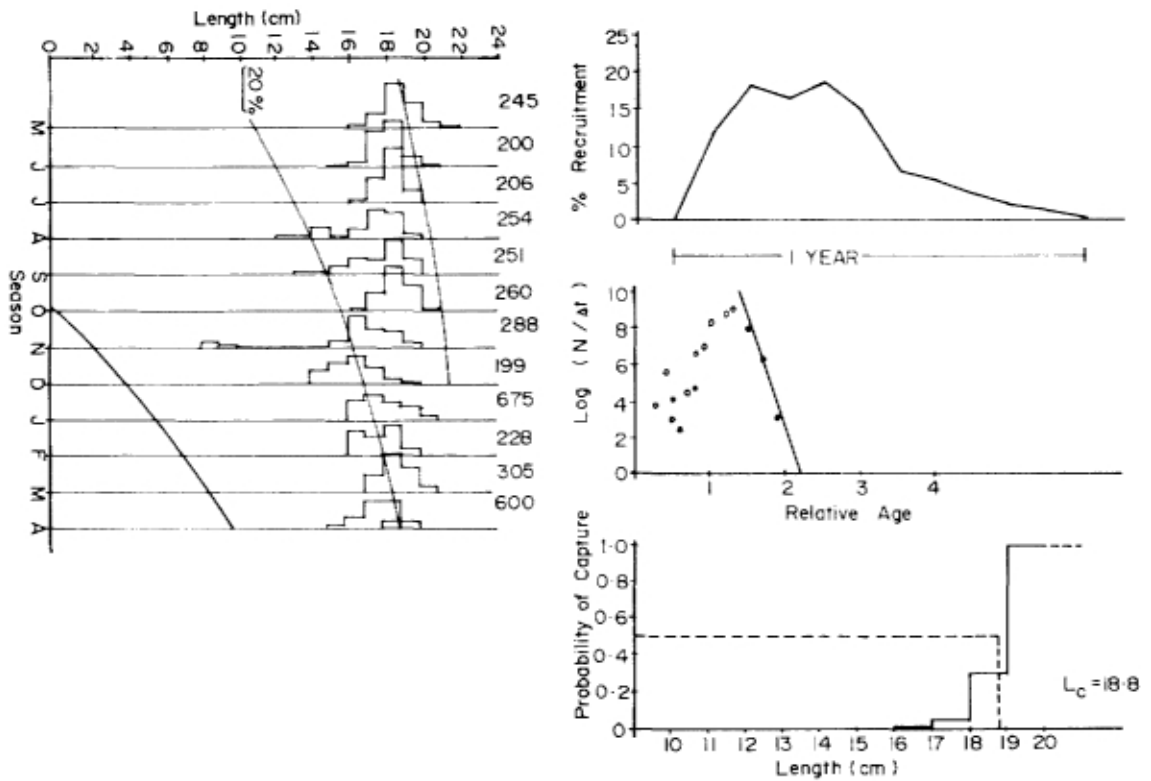 Length (cm)
0 2 4 6 8 10 12 14 16 18 20 22 24
20%
245
M
200
J
206
J
254
A
251
S
260
O
288
N
199
D
675
J
228
F
305
M
600
A
Season
25
20
15
10
5
0
% Recruitment
1 YEAR
10
8
6
4
2
0
Log (N/Δt)
1 2 3 4
Relative Age
1·0
0·8
0·6
0·4
0·2
0
Probability of Capture
Lc = 18·8
10 11 12 13 14 15 16 17 18 19 20
Length (cm)